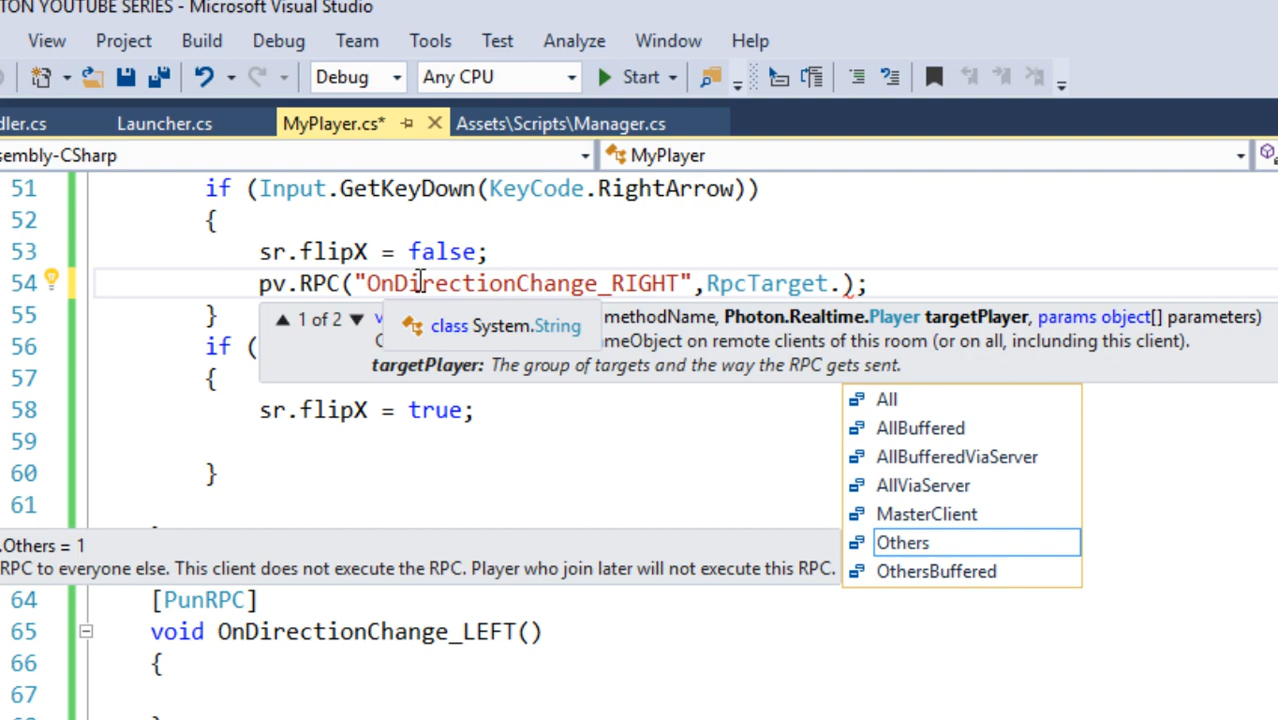 TON YOUTUBE SERIES - Microsoft Visual Studio
View Project Build Debug Team Tools Test Analyze Window Help
Debug Any CPU Start
dler.cs Launcher.cs MyPlayer.cs* Assets\Scripts\Manager.cs
sembly-CSharp MyPlayer
51 if (Input.GetKeyDown(KeyCode.RightArrow))
52 {
53 sr.flipX = false;
54 pv.RPC("OnDirectionChange_RIGHT",RpcTarget.);
55 }
1 of 2 class System.String methodName, Photon.Realtime.Player targetPlayer, params object[] parameters)
56 if (
meObject on remote clients of this room (or on all, inclunding this client).
57 {
targetPlayer: The group of targets and the way the RPC gets sent.
All
58 sr.flipX = true;
AllBuffered
59
AllBufferedViaServer
60 }
AllViaServer
61
MasterClient
.Others = 1
Others
RPC to everyone else. This client does not execute the RPC. Player who join later will not execute this RPC.
OthersBuffered
64 [PunRPC]
65 void OnDirectionChange_LEFT()
66 {
67